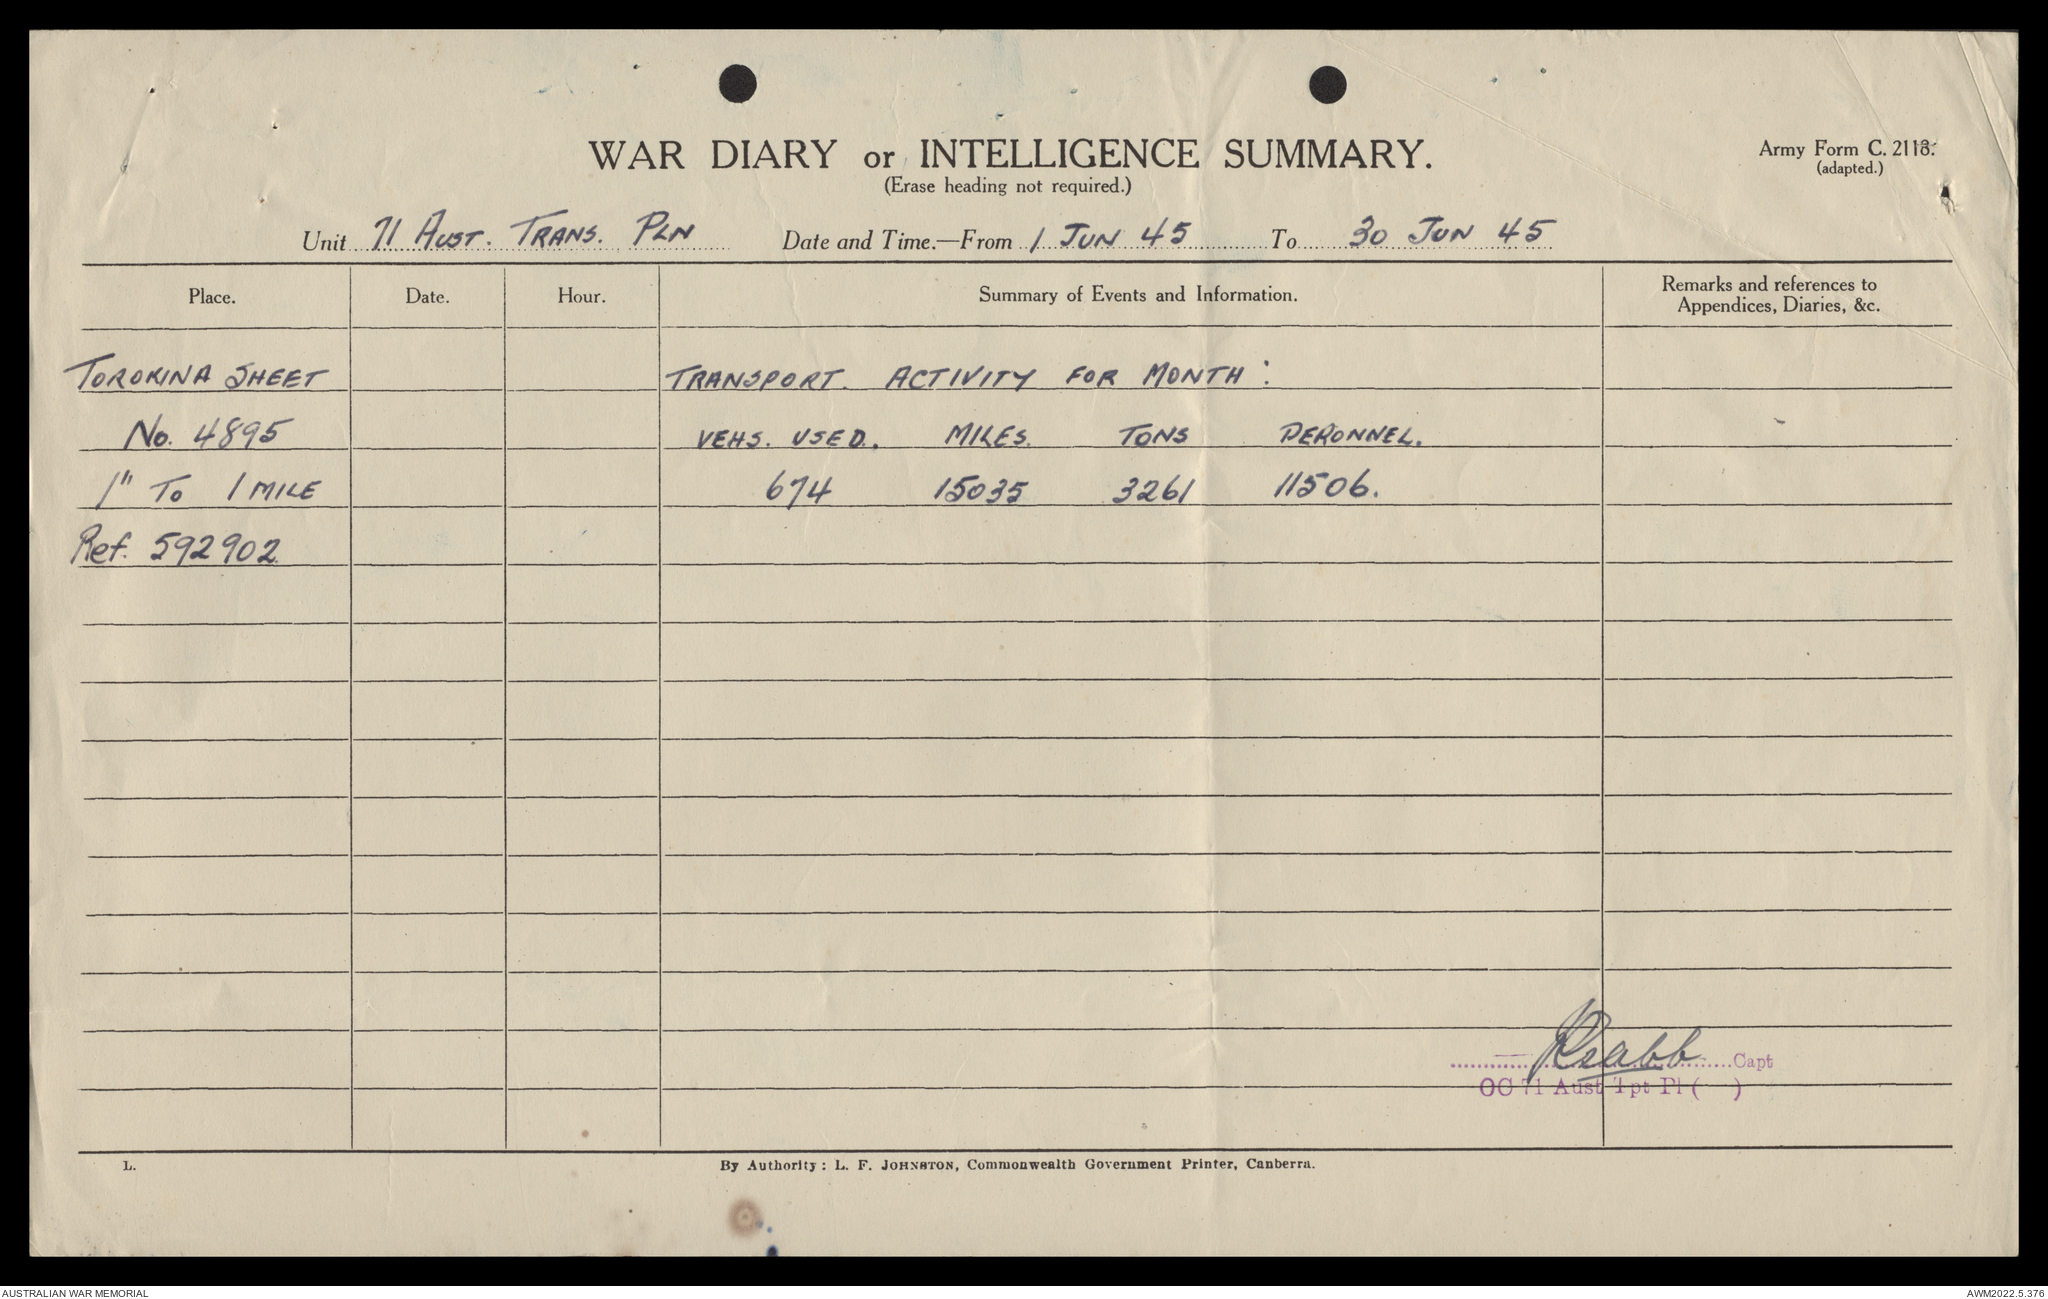 WAR DIARY or INTELLIGENCE SUMMARY.
(Erase heading not required.)
Army Form C. 2118.
(adapted.)
Unit 71 AUST. TRANS. PLN Date and Time.—From 1 JUN 45 To 30 JUN 45
Place. Date. Hour. Summary of Events and Information. Remarks and references to
Appendices, Diaries, &c.
TOROKINA SHEET TRANSPORT. ACTIVITY FOR MONTH:
No. 4895 VEHS. USED. MILES. TONS PERONNEL.
1" TO 1 MILE 674 15035 3261 11506.
Ref. 592902.
Capt
OC 71 Aust Tpt Pl ( )
L.
By Authority: L. F. JOHNSTON, Commonwealth Government Printer, Canberra.
AUSTRALIAN WAR MEMORIAL AWM2022.5.376